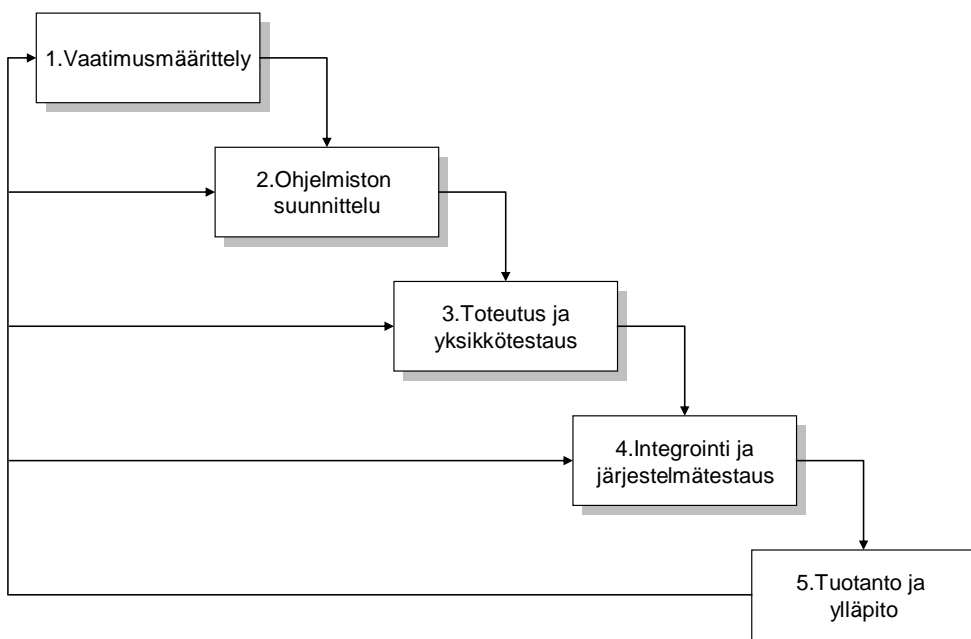 1.Vaatimusmäärittely
2.Ohjelmiston
suunnittelu
3.Toteutus ja
yksikkötestaus
4.Integrointi ja
järjestelmätestaus
5.Tuotanto ja
ylläpito